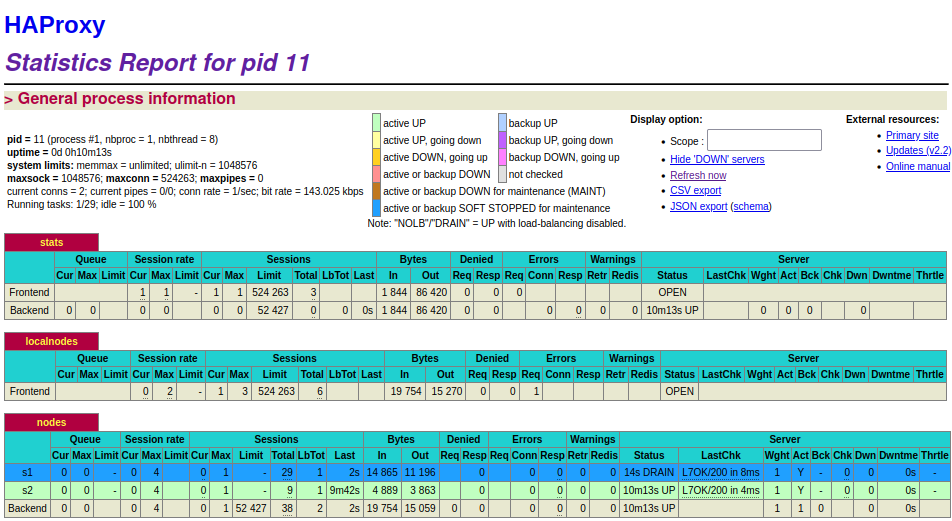 HAProxy
Statistics Report for pid 11
> General process information
pid = 11 (process #1, nbproc = 1, nbthread = 8)
uptime = 0d 0h10m13s
system limits: memmax = unlimited; ulimit-n = 1048576
maxsock = 1048576; maxconn = 524263; maxpipes = 0
current conns = 2; current pipes = 0/0; conn rate = 1/sec; bit rate = 143.025 kbps
Running tasks: 1/29; idle = 100 %
active UP backup UP
active UP, going down backup UP, going down
active DOWN, going up backup DOWN, going up
active or backup DOWN not checked
active or backup DOWN for maintenance (MAINT)
active or backup SOFT STOPPED for maintenance
Note: "NOLB"/"DRAIN" = UP with load-balancing disabled.
Display option:
• Scope :
• Hide 'DOWN' servers
• Refresh now
• CSV export
• JSON export (schema)
External resources:
• Primary site
• Updates (v2.2)
• Online manual
stats
Queue Session rate Sessions Bytes Denied Errors Warnings Server
Cur Max Limit Cur Max Limit Cur Max Limit Total LbTot Last In Out Req Resp Req Conn Resp Retr Redis Status LastChk Wght Act Bck Chk Dwn Dwntme Thrtle
Frontend 1 1 - 1 1 524 263 3 1 844 86 420 0 0 0 OPEN
Backend 0 0 0 0 0 0 52 427 0 0 0s 1 844 86 420 0 0 0 0 0 0 10m13s UP 0 0 0 0
localnodes
Queue Session rate Sessions Bytes Denied Errors Warnings Server
Cur Max Limit Cur Max Limit Cur Max Limit Total LbTot Last In Out Req Resp Req Conn Resp Retr Redis Status LastChk Wght Act Bck Chk Dwn Dwntme Thrtle
Frontend 0 2 - 1 3 524 263 6 19 754 15 270 0 0 1 OPEN
nodes
Queue Session rate Sessions Bytes Denied Errors Warnings Server
Cur Max Limit Cur Max Limit Cur Max Limit Total LbTot Last In Out Req Resp Req Conn Resp Retr Redis Status LastChk Wght Act Bck Chk Dwn Dwntme Thrtle
s1 0 0 - 0 4 0 1 - 29 1 2s 14 865 11 196 0 0 0 0 0 14s DRAIN L7OK/200 in 8ms 1 Y - 0 0 0s -
s2 0 0 - 0 4 0 1 - 9 1 9m42s 4 889 3 863 0 0 0 0 0 10m13s UP L7OK/200 in 4ms 1 Y - 0 0 0s -
Backend 0 0 0 4 0 1 52 427 38 2 2s 19 754 15 059 0 0 0 0 0 0 10m13s UP 1 1 0 0 0s